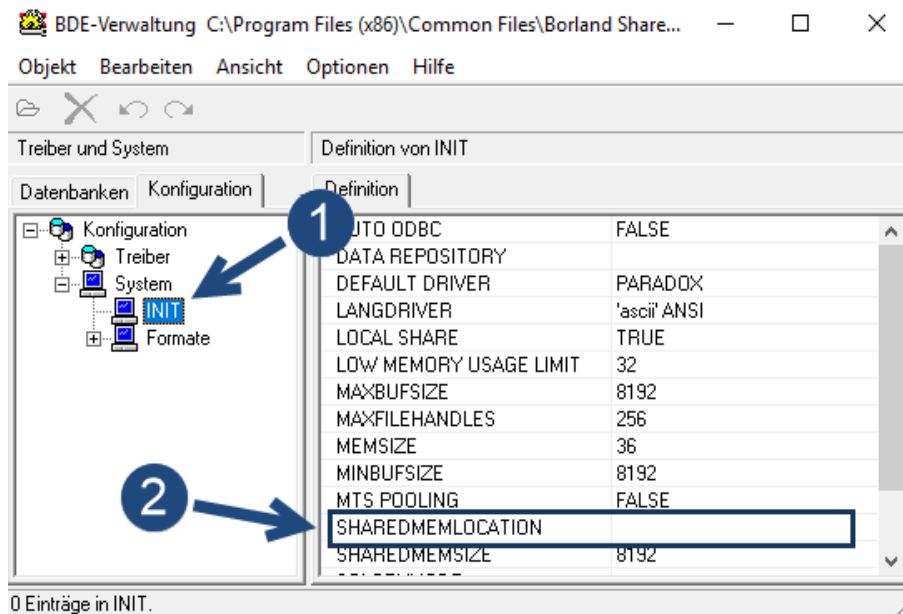 BDE-Verwaltung C:\Program Files (x86)\Common Files\Borland Share...
Objekt Bearbeiten Ansicht Optionen Hilfe
Treiber und System
Definition von INIT
Datenbanken Konfiguration
Definition
Konfiguration
Treiber
System
INIT
Formate
1
2
UTO ODBC FALSE
DATA REPOSITORY
DEFAULT DRIVER PARADOX
LANGDRIVER 'ascii' ANSI
LOCAL SHARE TRUE
LOW MEMORY USAGE LIMIT 32
MAXBUFSIZE 8192
MAXFILEHANDLES 256
MEMSIZE 36
MINBUFSIZE 8192
MTS POOLING FALSE
SHAREDMEMLOCATION
SHAREDMEMSIZE 8192
0 Einträge in INIT.